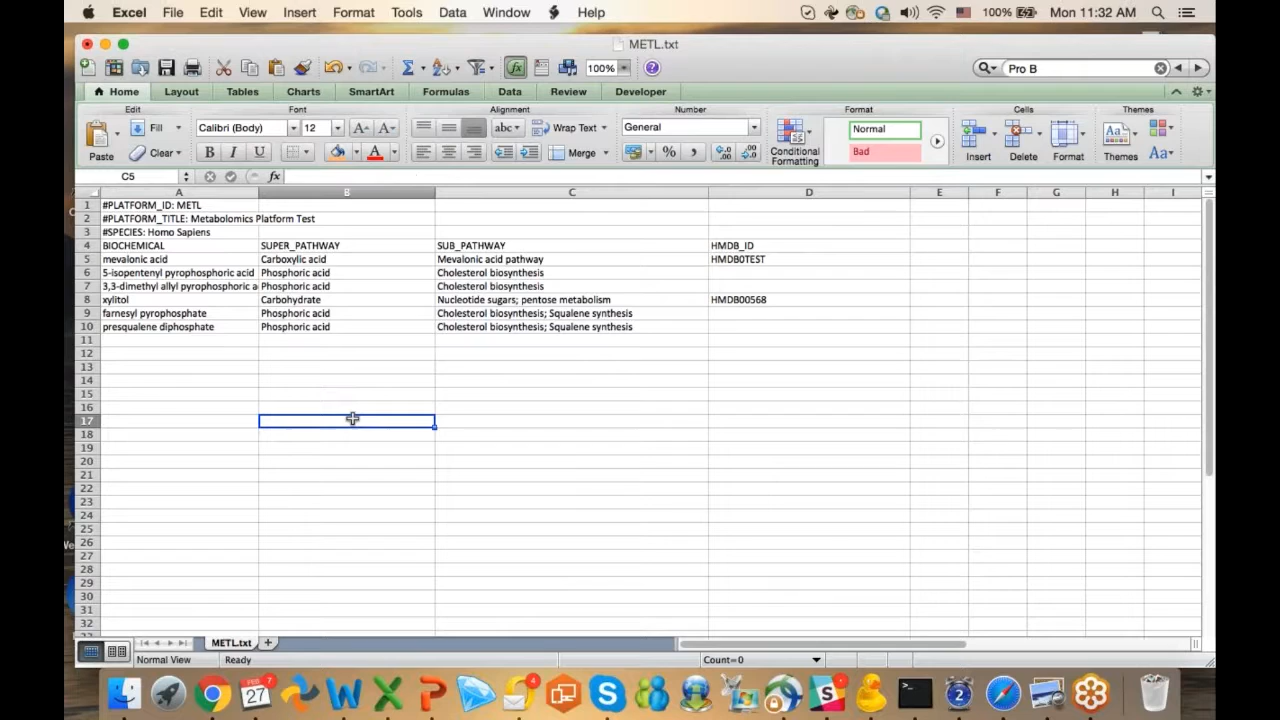 Excel File Edit View Insert Format Tools Data Window Help 100% Mon 11:32 AM
METL.txt
100% Pro B
Home Layout Tables Charts SmartArt Formulas Data Review Developer
Edit Font Alignment Number Format Cells Themes
Fill Calibri (Body) 12 A A abc Wrap Text General Normal Aa
Paste Clear B I U A Merge % , Conditional Formatting Bad Insert Delete Format Themes Aa
C5 fx
A B C D E F G H I
1 #PLATFORM_ID: METL
2 #PLATFORM_TITLE: Metabolomics Platform Test
3 #SPECIES: Homo Sapiens
4 BIOCHEMICAL SUPER_PATHWAY SUB_PATHWAY HMDB_ID
5 mevalonic acid Carboxylic acid Mevalonic acid pathway HMDB0TEST
6 5-isopentenyl pyrophosphoric acid Phosphoric acid Cholesterol biosynthesis
7 3,3-dimethyl allyl pyrophosphoric a Phosphoric acid Cholesterol biosynthesis
8 xylitol Carbohydrate Nucleotide sugars; pentose metabolism HMDB00568
9 farnesyl pyrophosphate Phosphoric acid Cholesterol biosynthesis; Squalene synthesis
10 presqualene diphosphate Phosphoric acid Cholesterol biosynthesis; Squalene synthesis
11
12
13
14
15
16
17
18
19
20
21
22
23
24
25
26
27
28
29
30
31
32
METL.txt
Normal View Ready Count=0
FEB 27 4 2